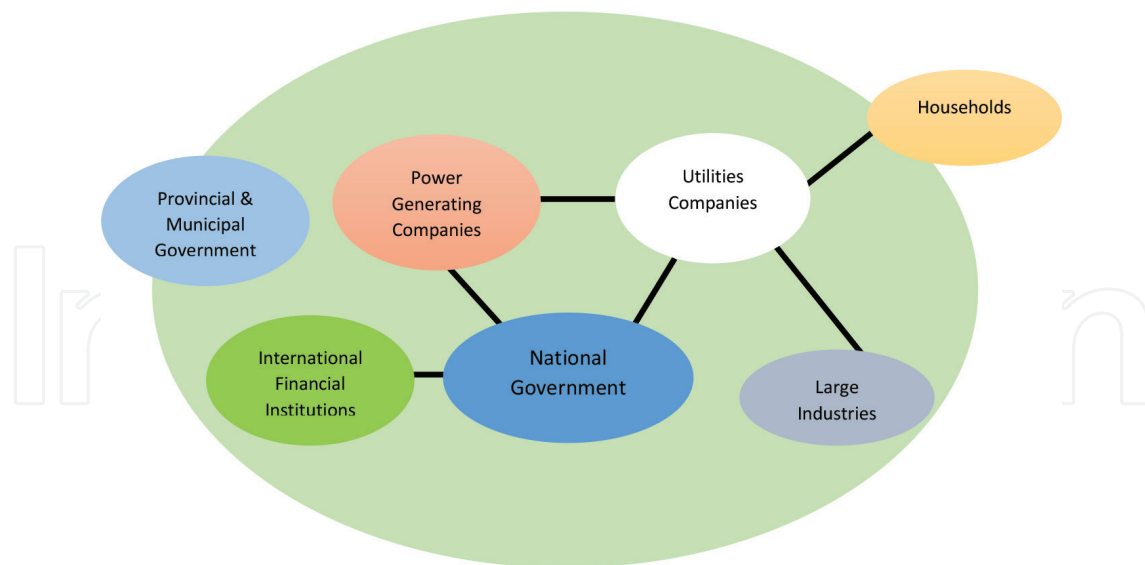 Households
Power
Generating
Companies
Utilities
Companies
Provincial &
Municipal
Government
International
Financial
Institutions
National
Government
Large
Industries